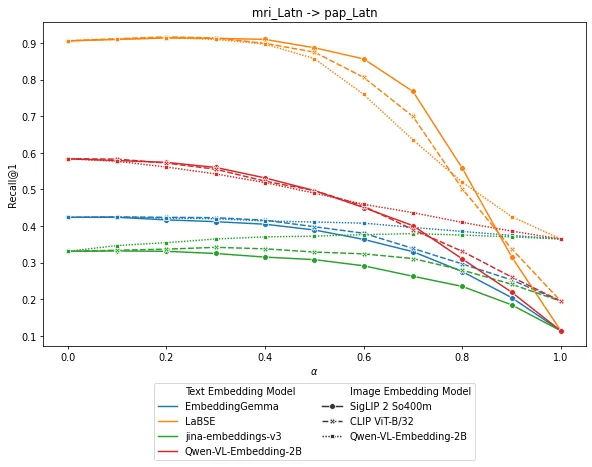 mri_Latn -> pap_Latn
Recall@1
0.9
0.8
0.7
0.6
0.5
0.4
0.3
0.2
0.1
0.0 0.2 0.4 0.6 0.8 1.0
α
Text Embedding Model Image Embedding Model
EmbeddingGemma SigLIP 2 So400m
LaBSE CLIP ViT-B/32
jina-embeddings-v3 Qwen-VL-Embedding-2B
Qwen-VL-Embedding-2B